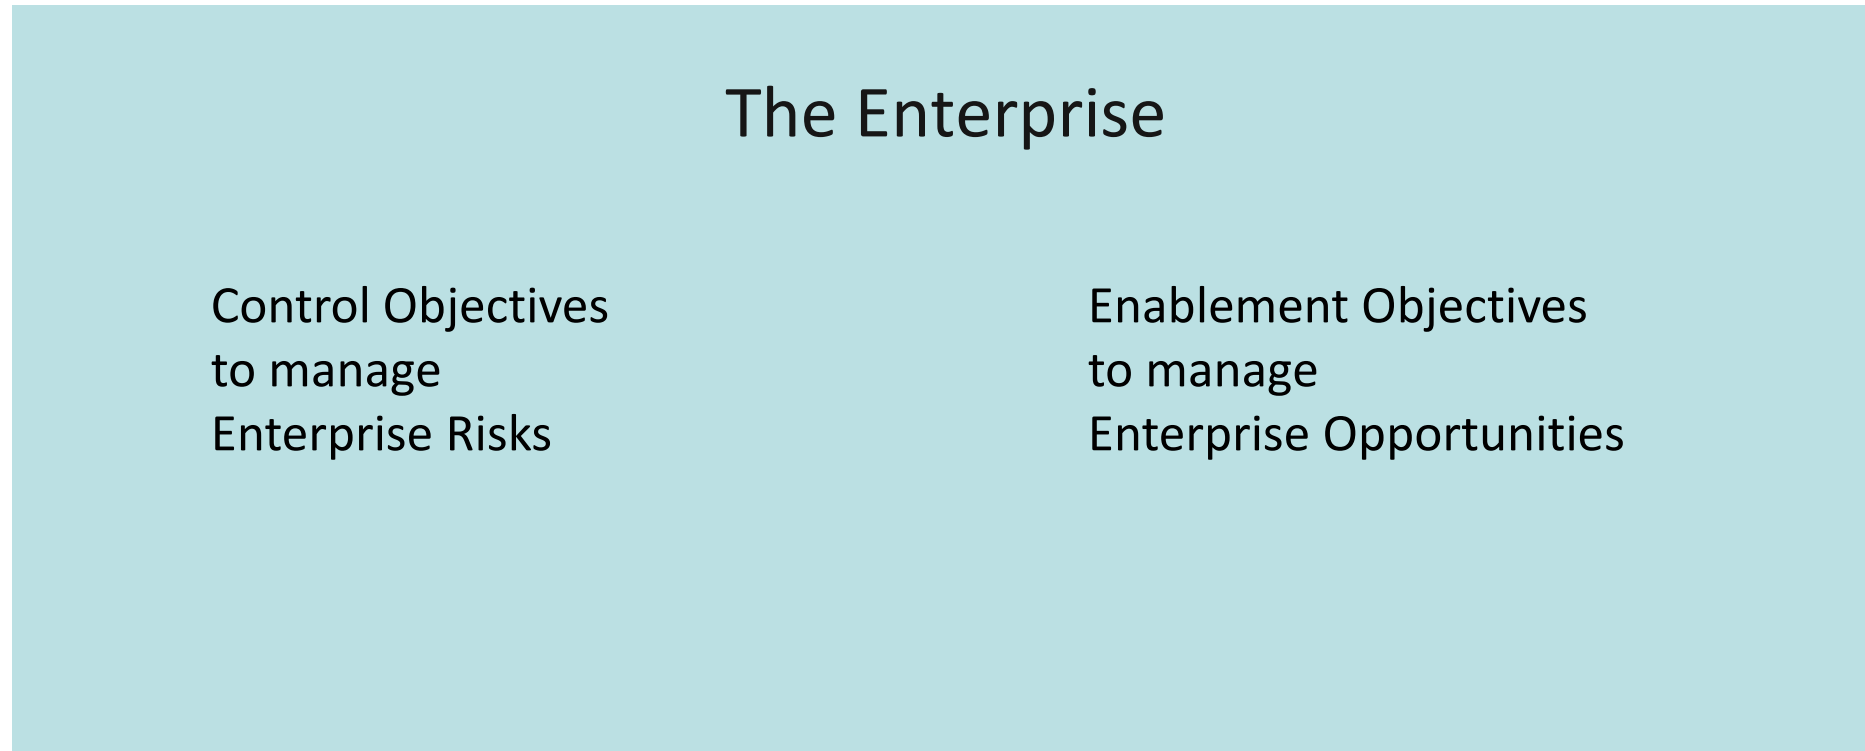 The Enterprise
Control Objectives
to manage
Enterprise Risks
Enablement Objectives
to manage
Enterprise Opportunities